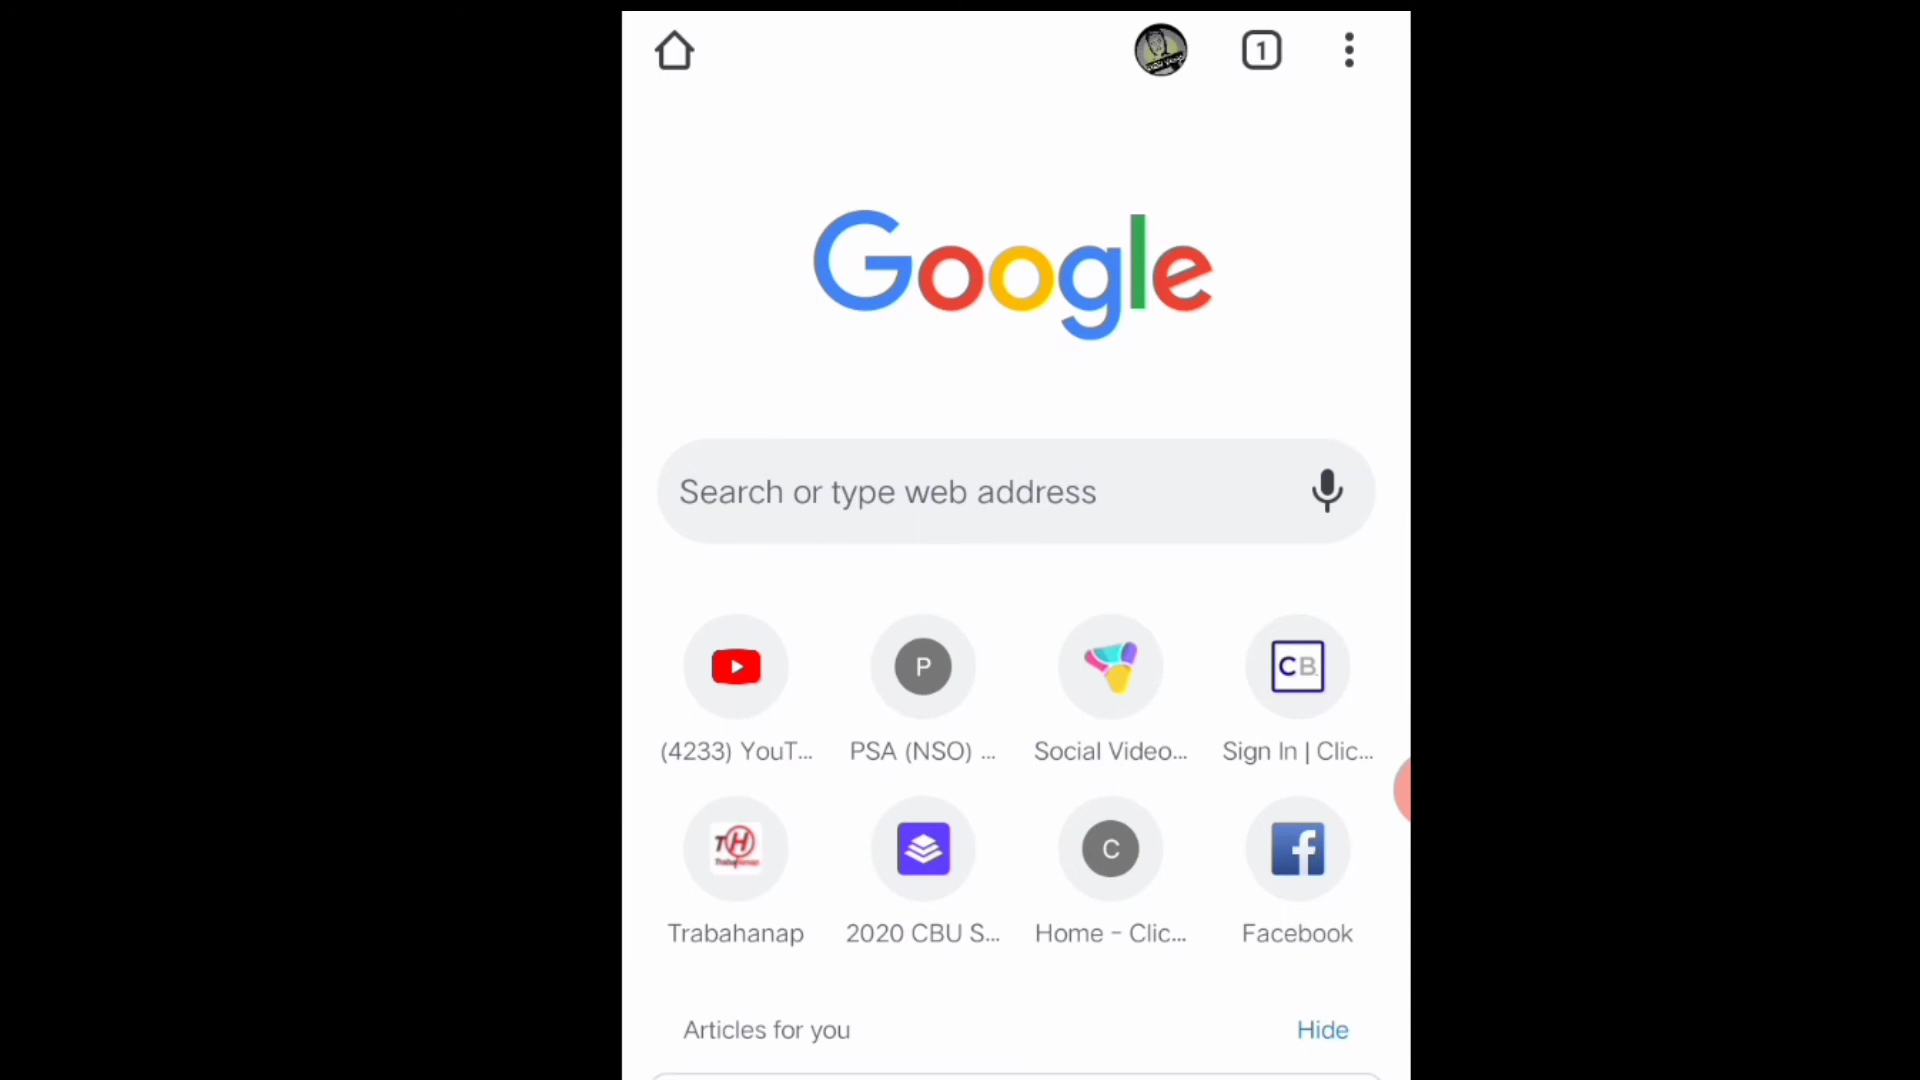 1
Google
Search or type web address
P
CB
(4233) YouT...
PSA (NSO) ...
Social Video...
Sign In | Clic...
TH
C
f
Trabahanap
2020 CBU S...
Home - Clic...
Facebook
Articles for you
Hide